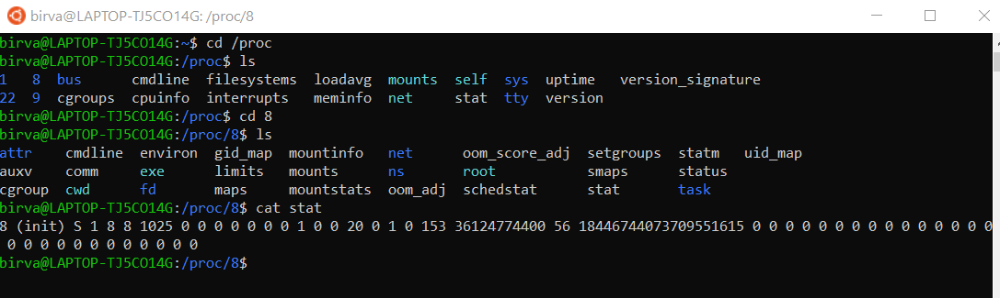 birva@LAPTOP-TJ5CO14G: /proc/8
birva@LAPTOP-TJ5CO14G:~$ cd /proc
birva@LAPTOP-TJ5CO14G:/proc$ ls
1 8 bus cmdline filesystems loadavg mounts self sys uptime version_signature
22 9 cgroups cpuinfo interrupts meminfo net stat tty version
birva@LAPTOP-TJ5CO14G:/proc$ cd 8
birva@LAPTOP-TJ5CO14G:/proc/8$ ls
attr cmdline environ gid_map mountinfo net oom_score_adj setgroups statm uid_map
auxv comm exe limits mounts ns root smaps status
cgroup cwd fd maps mountstats oom_adj schedstat stat task
birva@LAPTOP-TJ5CO14G:/proc/8$ cat stat
8 (init) S 1 8 8 1025 0 0 0 0 0 0 0 1 0 0 20 0 1 0 153 36124774400 56 18446744073709551615 0 0 0 0 0 0 0 0 0 0 0 0 0 0 0
0 0 0 0 0 0 0 0 0 0 0 0
birva@LAPTOP-TJ5CO14G:/proc/8$